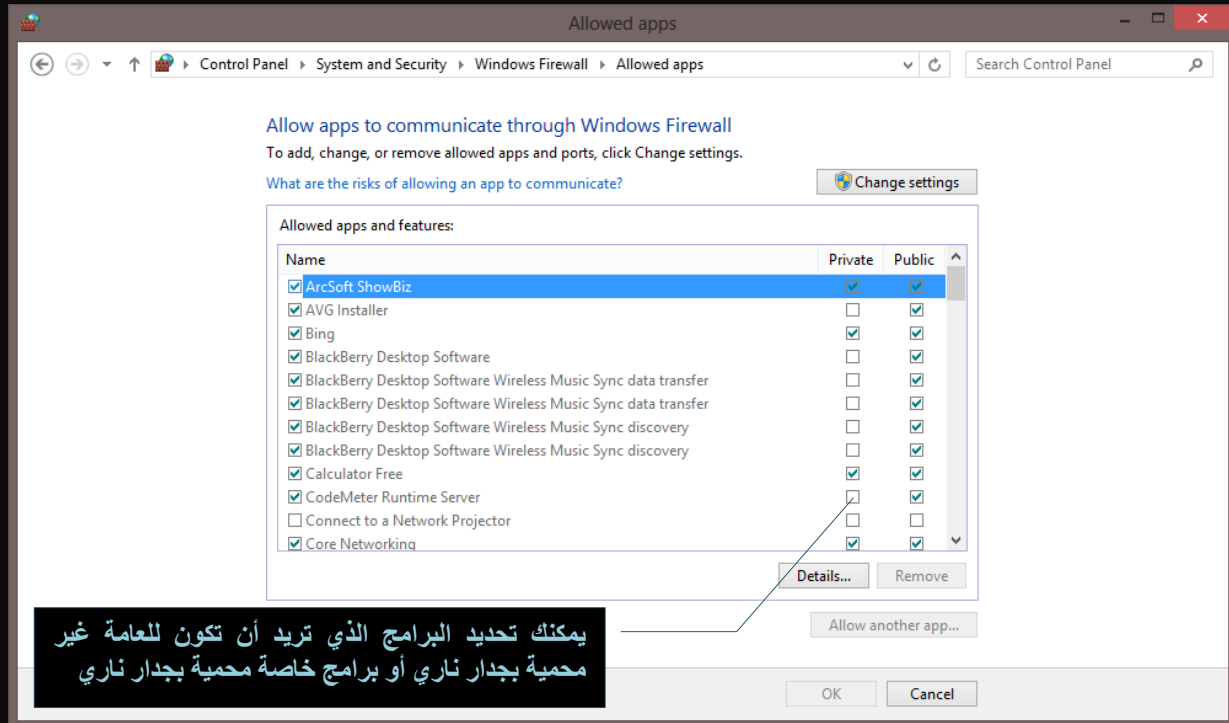 Allowed apps
Control Panel System and Security Windows Firewall Allowed apps
Search Control Panel
Allow apps to communicate through Windows Firewall
To add, change, or remove allowed apps and ports, click Change settings.
What are the risks of allowing an app to communicate?
Change settings
Allowed apps and features:
Name Private Public
ArcSoft ShowBiz
AVG Installer
Bing
BlackBerry Desktop Software
BlackBerry Desktop Software Wireless Music Sync data transfer
BlackBerry Desktop Software Wireless Music Sync data transfer
BlackBerry Desktop Software Wireless Music Sync discovery
BlackBerry Desktop Software Wireless Music Sync discovery
Calculator Free
CodeMeter Runtime Server
Connect to a Network Projector
Core Networking
Details... Remove
Allow another app...
يمكنك تحديد البرامج الذي تريد أن تكون للعامة غير
محمية بجدار ناري أو برامج خاصة محمية بجدار ناري
OK Cancel